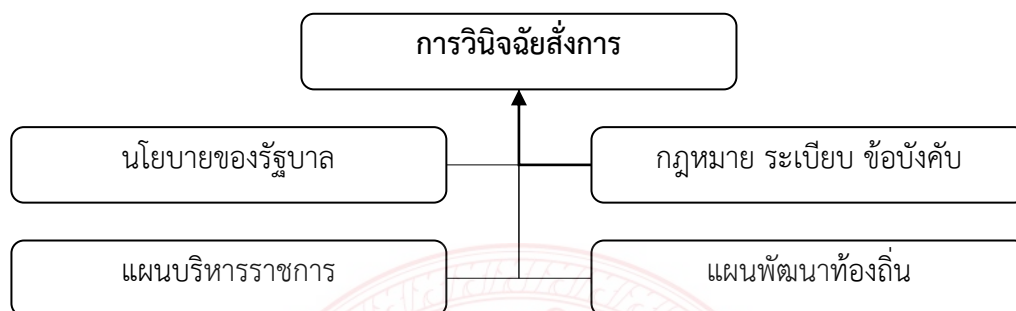 การวินิจฉัยสั่งการ
นโยบายของรัฐบาล
กฎหมาย ระเบียบ ข้อบังคับ
แผนบริหารราชการ
แผนพัฒนาท้องถิ่น